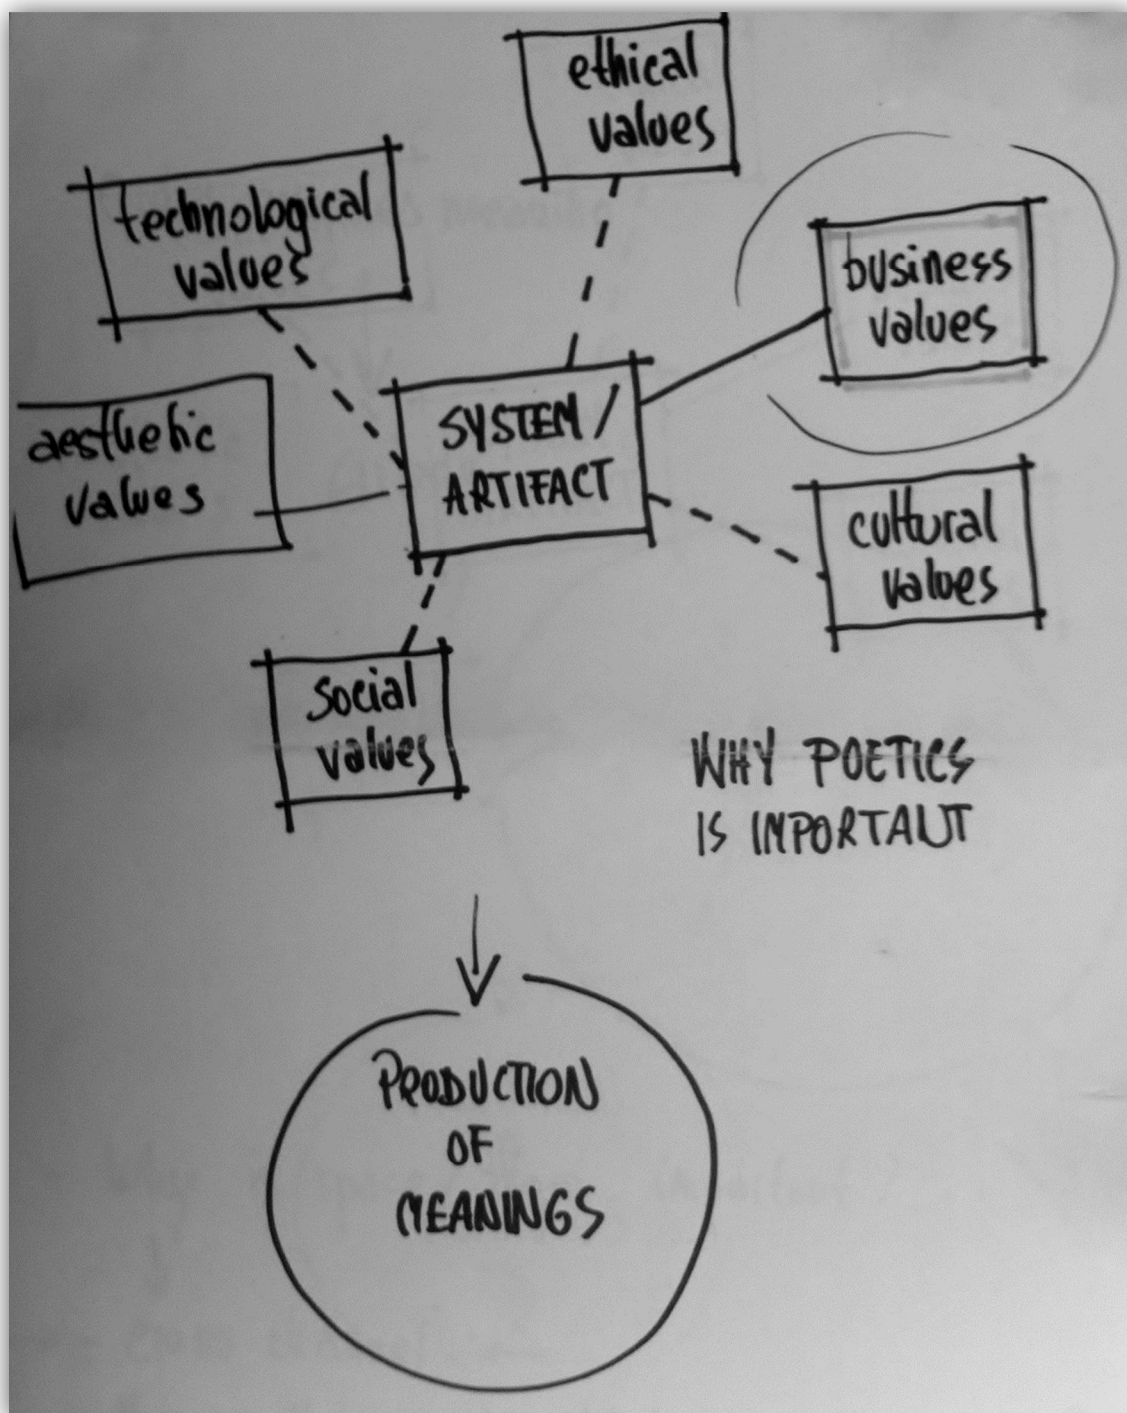 ethical
values
technological
values
business
values
aesthetic
values
SYSTEM /
ARTIFACT
cultural
values
social
values
WHY POETICS
IS IMPORTANT
PRODUCTION
OF
MEANINGS